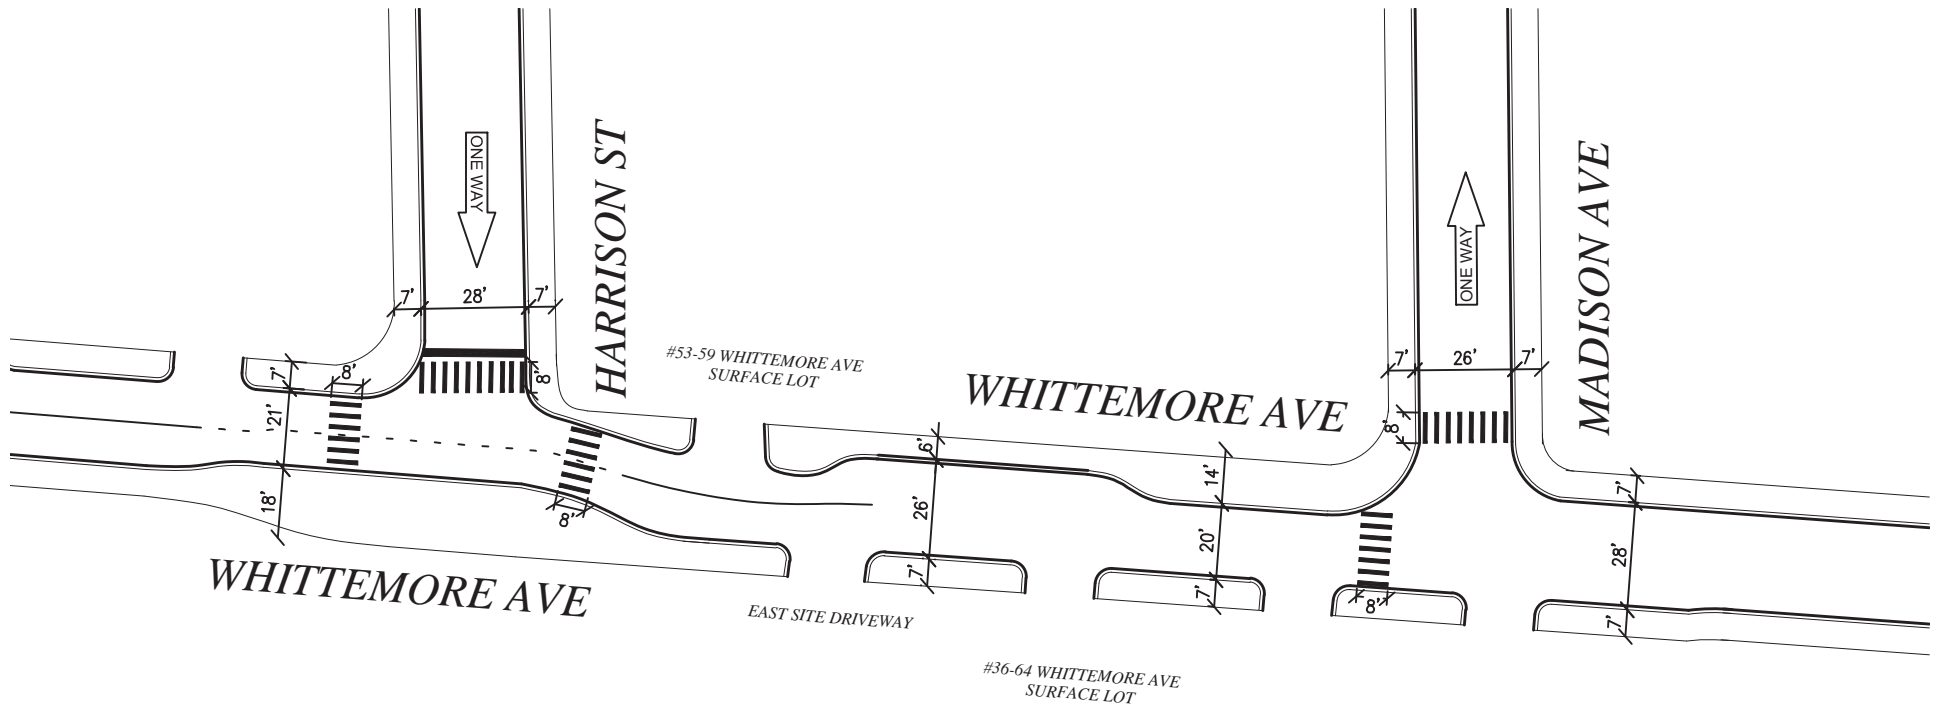 ONE WAY
HARRISON ST
ONE WAY
MADISON AVE
7'
28'
7'
7'
8'
8'
21'
18'
8'
#53-59 WHITTEMORE AVE
SURFACE LOT
WHITTEMORE AVE
7'
26'
7'
8'
6'
26'
7'
14'
20'
7'
8'
7'
28'
7'
WHITTEMORE AVE
EAST SITE DRIVEWAY
#36-64 WHITTEMORE AVE
SURFACE LOT